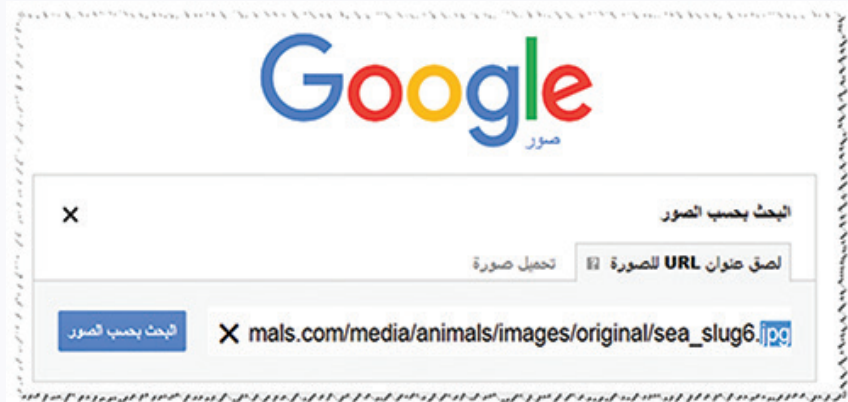 Google
صور
البحث بحسب الصور
لصق عنوان URL للصورة
تحميل صورة
mals.com/media/animals/images/original/sea_slug6.jpg
البحث بحسب الصور